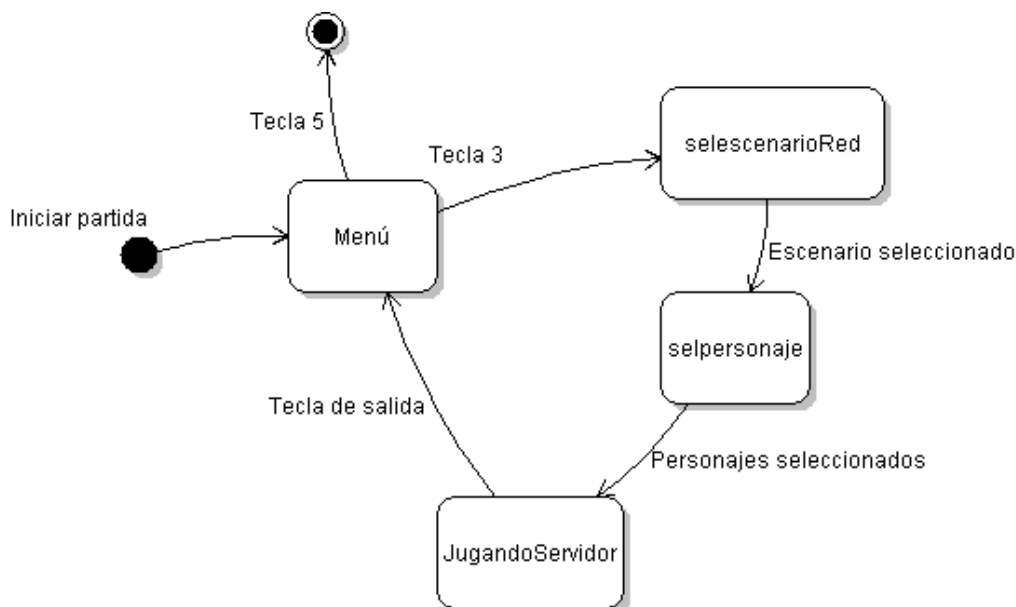 Tecla 5
Tecla 3
selescenarioRed
Iniciar partida
Menú
Escenario seleccionado
selpersonaje
Tecla de salida
Personajes seleccionados
JugandoServidor